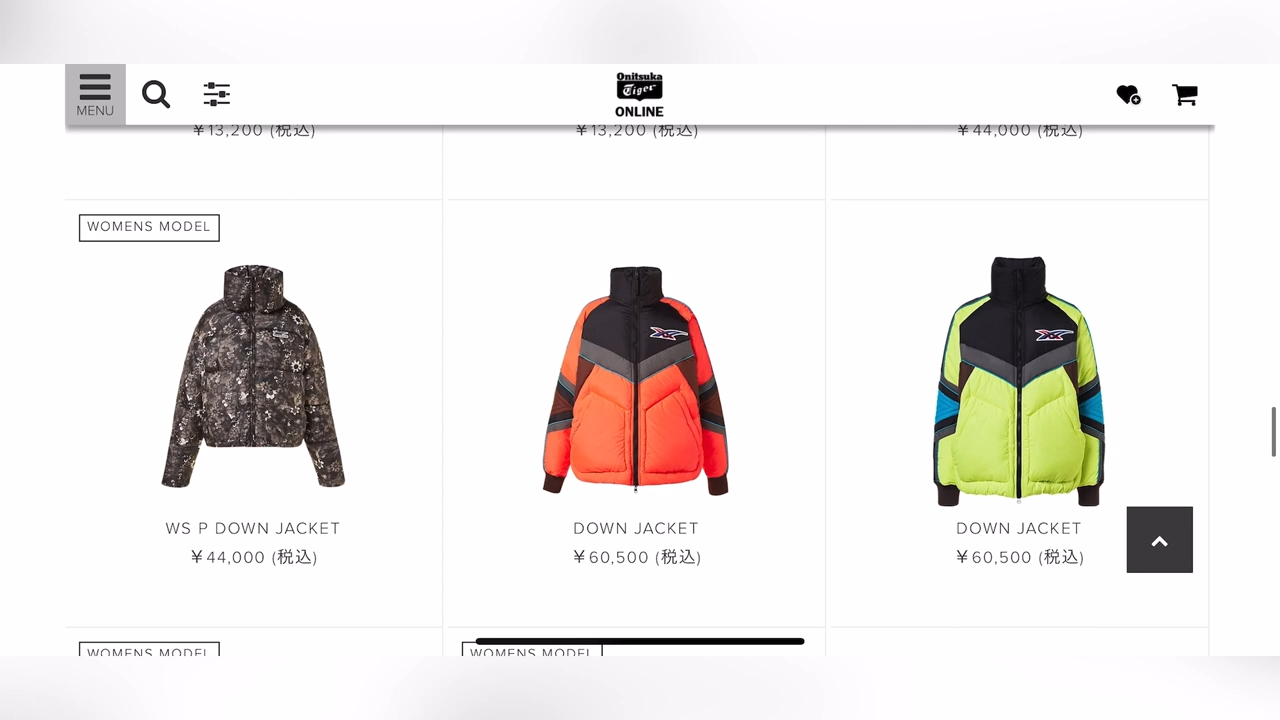 MENU
Onitsuka
Tiger
ONLINE
¥13,200 (税込)
¥13,200 (税込)
¥44,000 (税込)
WOMENS MODEL
WS P DOWN JACKET
¥44,000 (税込)
DOWN JACKET
¥60,500 (税込)
DOWN JACKET
¥60,500 (税込)
WOMENS MODEL
WOMENS MODEL